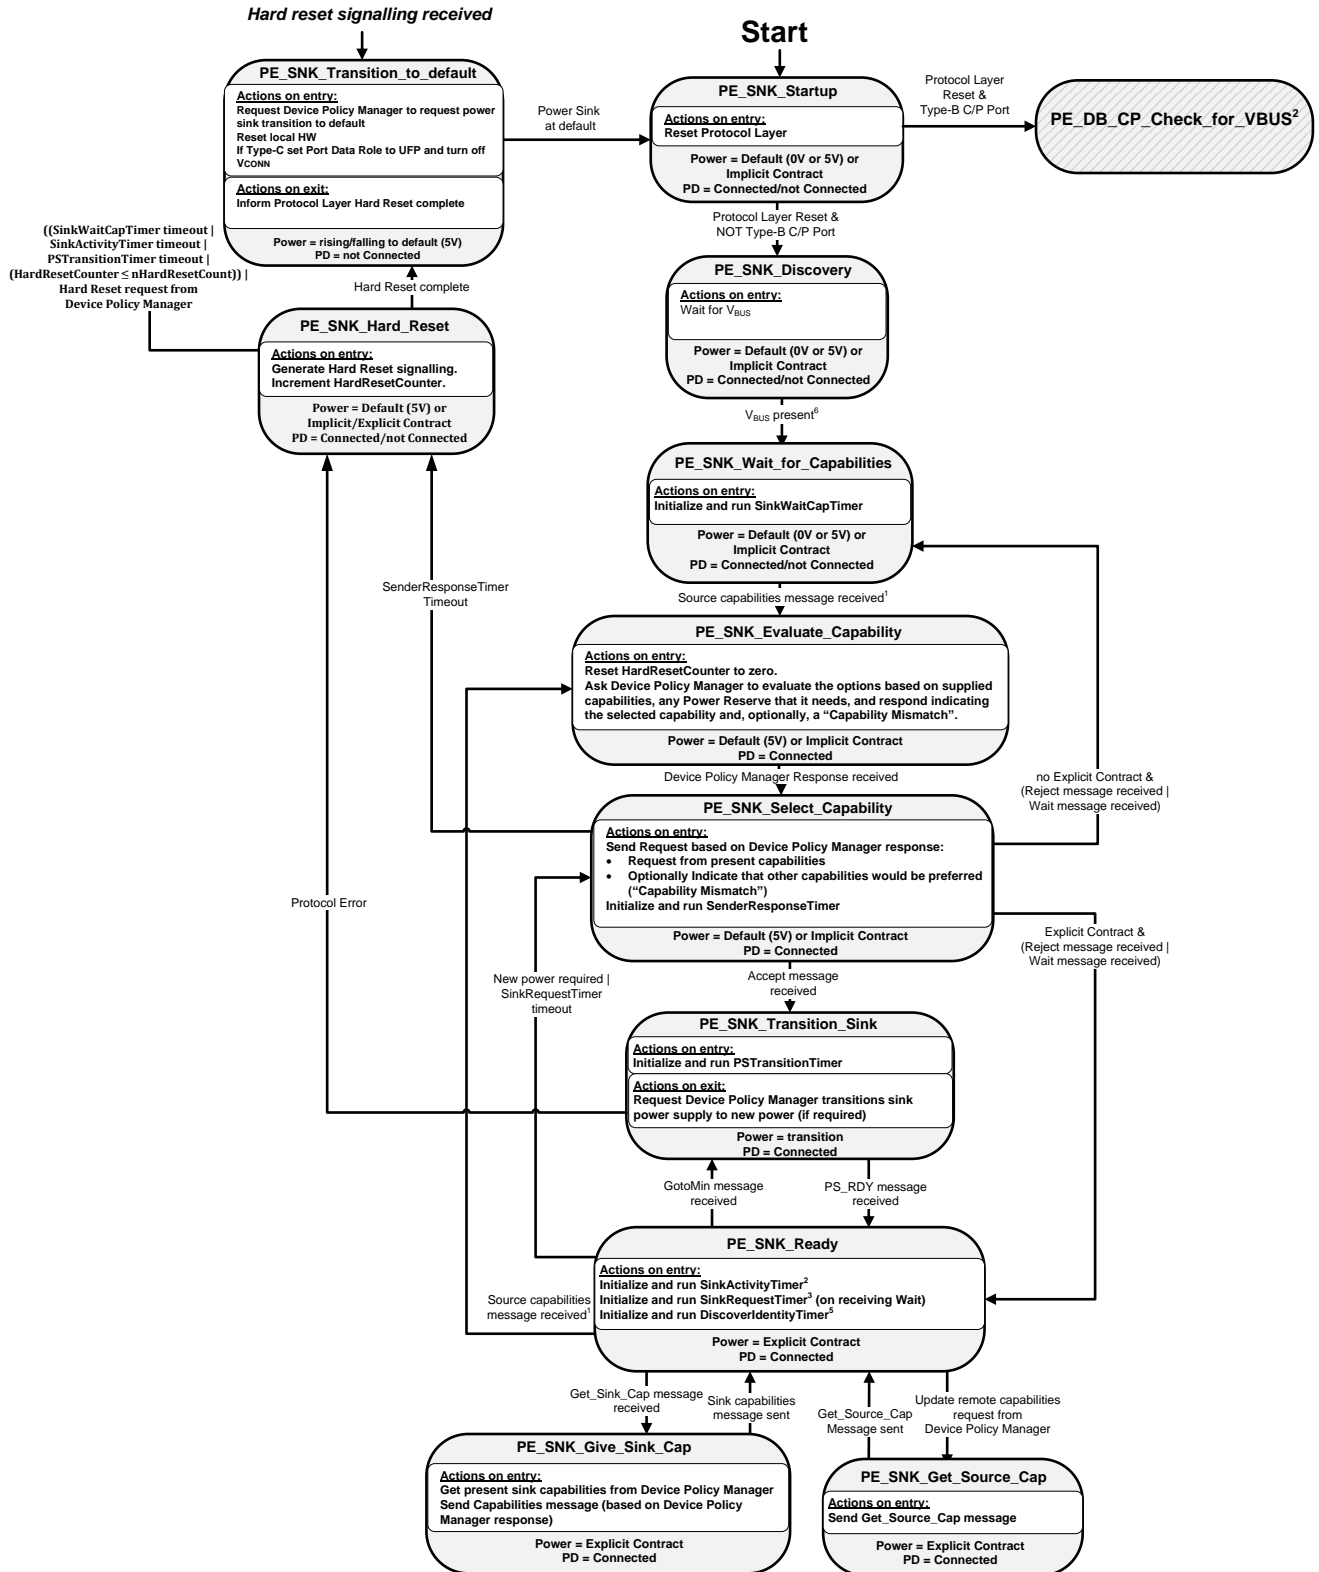 Hard reset signalling received
Start
PE_SNK_Transition_to_default
Actions on entry:
Request Device Policy Manager to request power
sink transition to default
Reset local HW
If Type-C set Port Data Role to UFP and turn off
VCONN
Actions on exit:
Inform Protocol Layer Hard Reset complete
Power = rising/falling to default (5V)
PD = not Connected
Power Sink
at default
PE_SNK_Startup
Actions on entry:
Reset Protocol Layer
Power = Default (0V or 5V) or
Implicit Contract
PD = Connected/not Connected
Protocol Layer
Reset &
Type-B C/P Port
PE_DB_CP_Check_for_VBUS²
((SinkWaitCapTimer timeout |
SinkActivityTimer timeout |
PSTransitionTimer timeout |
(HardResetCounter ≤ nHardResetCount)) |
Hard Reset request from
Device Policy Manager
Hard Reset complete
Protocol Layer Reset &
NOT Type-B C/P Port
PE_SNK_Discovery
Actions on entry:
Wait for VBUS
Power = Default (0V or 5V) or
Implicit Contract
PD = Connected/not Connected
PE_SNK_Hard_Reset
Actions on entry:
Generate Hard Reset signalling.
Increment HardResetCounter.
Power = Default (5V) or
Implicit/Explicit Contract
PD = Connected/not Connected
VBUS present⁶
PE_SNK_Wait_for_Capabilities
Actions on entry:
Initialize and run SinkWaitCapTimer
Power = Default (0V or 5V) or
Implicit Contract
PD = Connected/not Connected
SenderResponseTimer
Timeout
Source capabilities message received¹
PE_SNK_Evaluate_Capability
Actions on entry:
Reset HardResetCounter to zero.
Ask Device Policy Manager to evaluate the options based on supplied
capabilities, any Power Reserve that it needs, and respond indicating
the selected capability and, optionally, a “Capability Mismatch”.
Power = Default (5V) or Implicit Contract
PD = Connected
Device Policy Manager Response received
no Explicit Contract &
(Reject message received |
Wait message received)
PE_SNK_Select_Capability
Actions on entry:
Send Request based on Device Policy Manager response:
• Request from present capabilities
• Optionally Indicate that other capabilities would be preferred
(“Capability Mismatch”)
Initialize and run SenderResponseTimer
Power = Default (5V) or Implicit Contract
PD = Connected
Protocol Error
Explicit Contract &
(Reject message received |
Wait message received)
New power required |
SinkRequestTimer
timeout
Accept message
received
PE_SNK_Transition_Sink
Actions on entry:
Initialize and run PSTransitionTimer
Actions on exit:
Request Device Policy Manager transitions sink
power supply to new power (if required)
Power = transition
PD = Connected
GotoMin message
received
PS_RDY message
received
PE_SNK_Ready
Actions on entry:
Initialize and run SinkActivityTimer²
Initialize and run SinkRequestTimer³ (on receiving Wait)
Initialize and run DiscoverIdentityTimer⁵
Power = Explicit Contract
PD = Connected
Source capabilities
message received¹
Get_Sink_Cap message
received
Sink capabilities
message sent
Get_Source_Cap
Message sent
Update remote capabilities
request from
Device Policy Manager
PE_SNK_Give_Sink_Cap
Actions on entry:
Get present sink capabilities from Device Policy Manager
Send Capabilities message (based on Device Policy
Manager response)
Power = Explicit Contract
PD = Connected
PE_SNK_Get_Source_Cap
Actions on entry:
Send Get_Source_Cap message
Power = Explicit Contract
PD = Connected